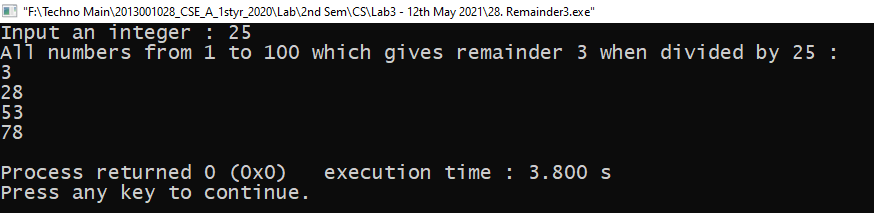 "F:\Techno Main\2013001028_CSE_A_1styr_2020\Lab\2nd Sem\CS\Lab3 - 12th May 2021\28. Remainder3.exe"
Input an integer : 25
All numbers from 1 to 100 which gives remainder 3 when divided by 25 :
3
28
53
78
Process returned 0 (0x0)   execution time : 3.800 s
Press any key to continue.